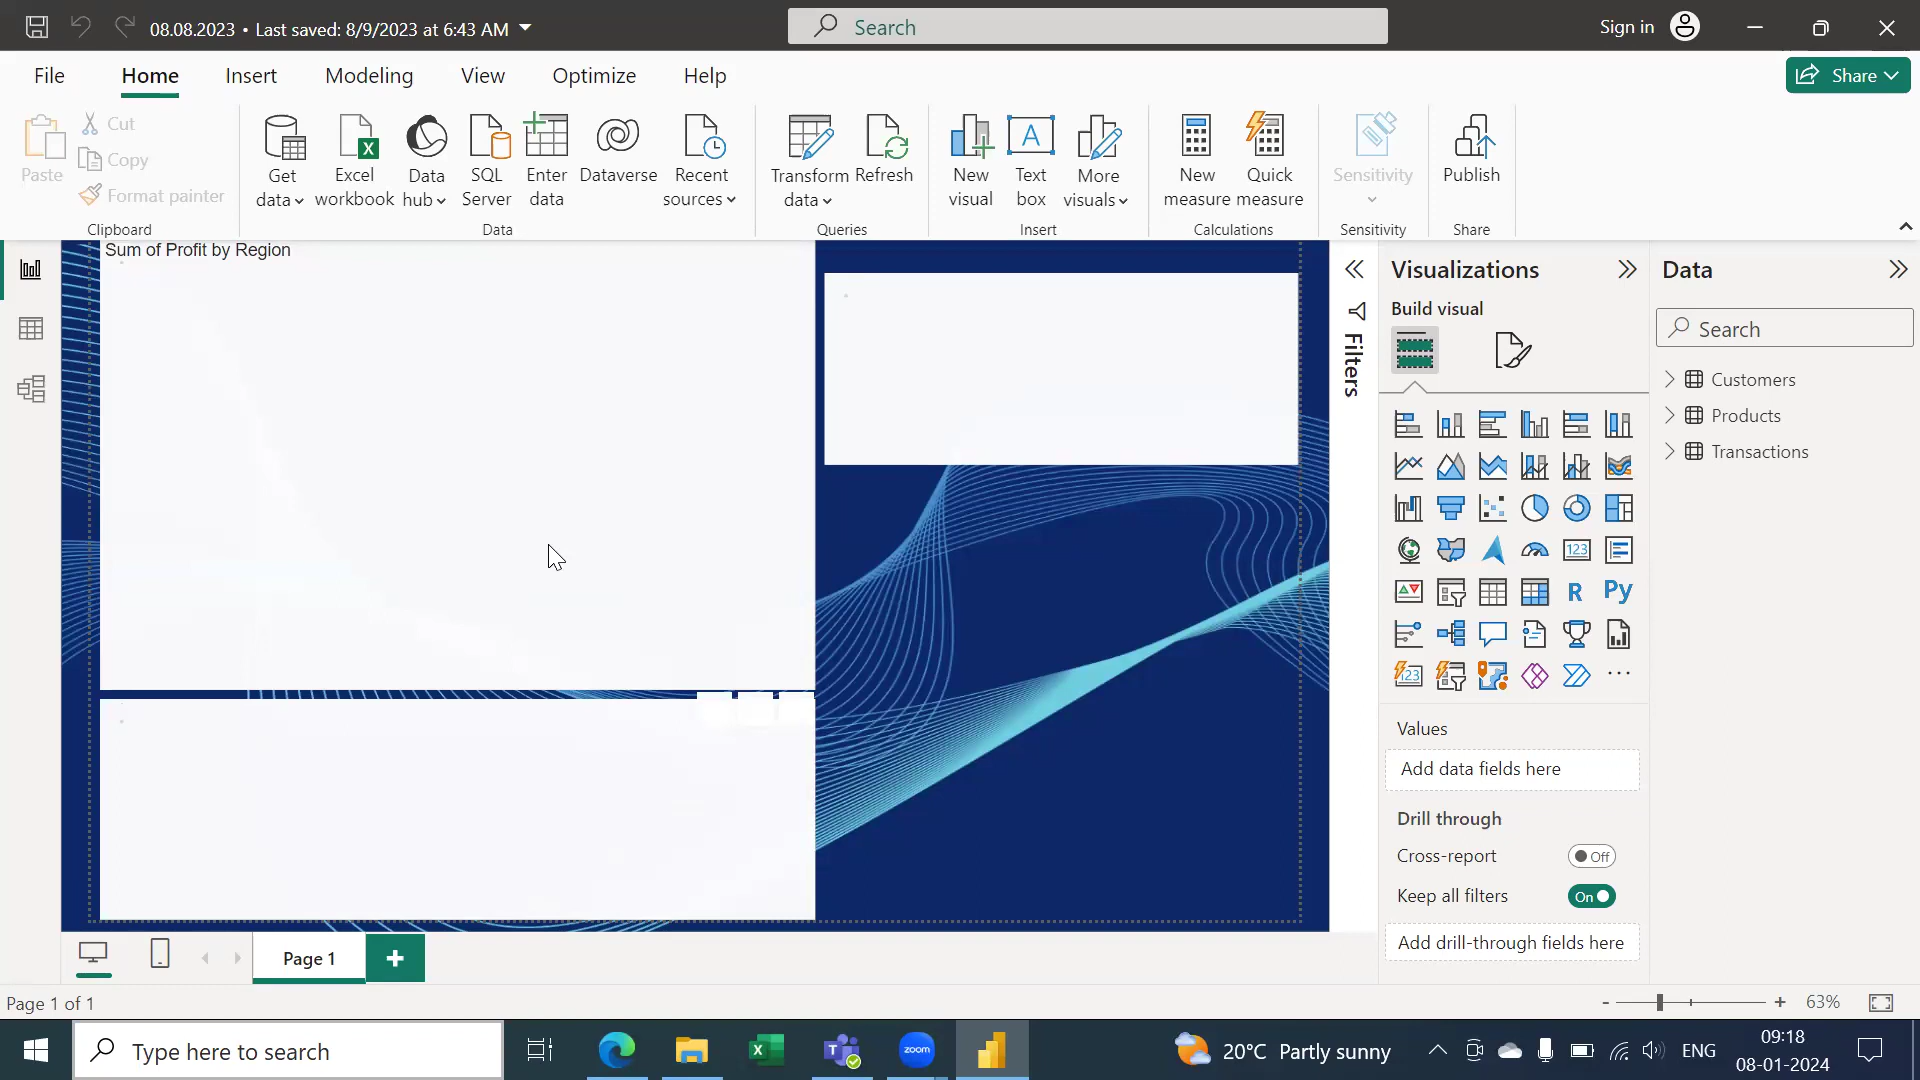 08.08.2023 • Last saved: 8/9/2023 at 6:43 AM
Search
Sign in
File
Home
Insert
Modeling
View
Optimize
Help
Share
Paste
Cut
Copy
Format painter
Clipboard
Get data
Excel workbook
Data hub
SQL Server
Enter data
Dataverse
Recent sources
Data
Transform data
Refresh
Queries
New visual
A
Text box
More visuals
Insert
New measure
Quick measure
Calculations
Sensitivity
Sensitivity
Publish
Share
Sum of Profit by Region
Filters
Visualizations
Build visual
123
R
Py
123
Values
Add data fields here
Drill through
Cross-report
Off
Keep all filters
On
Add drill-through fields here
Data
Search
Customers
Products
Transactions
Page 1
Page 1 of 1
- + 63%
Type here to search
zoom
20°C Partly sunny
ENG
09:18
08-01-2024